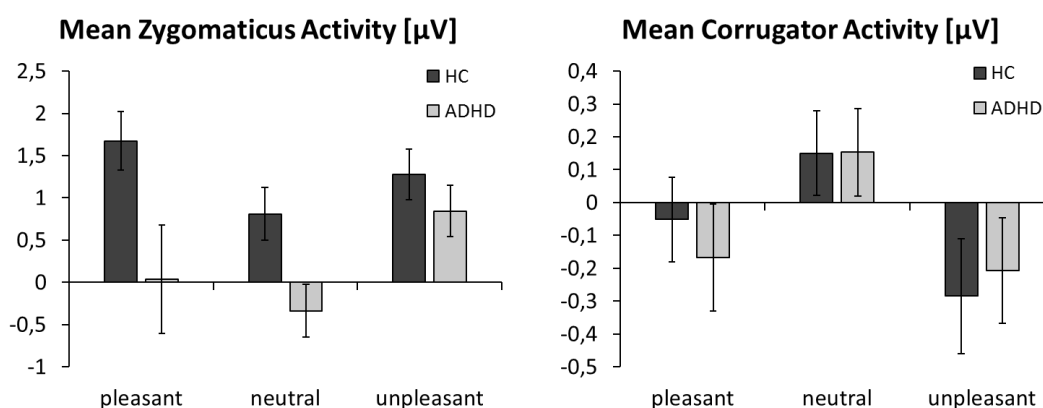 Mean Zygomaticus Activity [µV]
2,5
2
1,5
1
0,5
0
-0,5
-1
HC
ADHD
pleasant neutral unpleasant
Mean Corrugator Activity [µV]
0,4
0,3
0,2
0,1
0
-0,1
-0,2
-0,3
-0,4
-0,5
HC
ADHD
pleasant neutral unpleasant